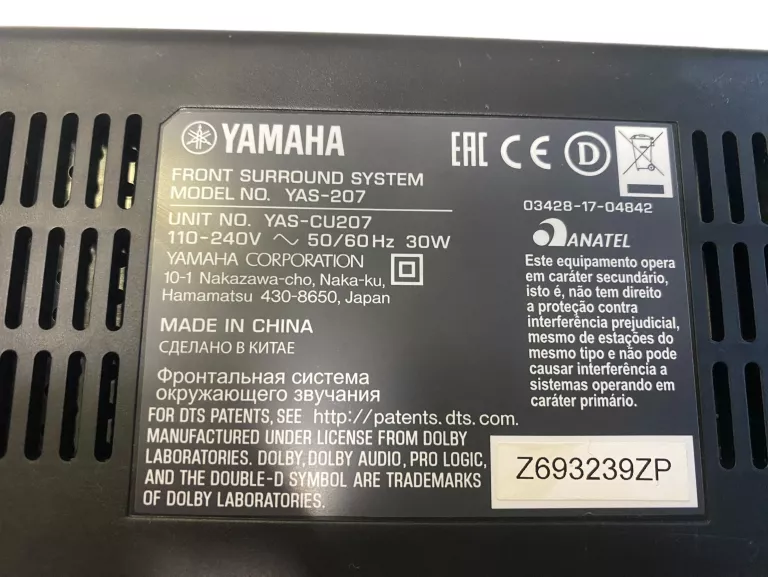 YAMAHA
FRONT SURROUND SYSTEM
MODEL NO. YAS-207
UNIT NO. YAS-CU207
110-240V ~ 50/60Hz 30W
YAMAHA CORPORATION
10-1 Nakazawa-cho, Naka-ku,
Hamamatsu 430-8650, Japan
MADE IN CHINA
СДЕЛАНО В КИТАЕ
Фронтальная система
окружающего звучания
FOR DTS PATENTS, SEE http://patents.dts.com.
MANUFACTURED UNDER LICENSE FROM DOLBY
LABORATORIES. DOLBY, DOLBY AUDIO, PRO LOGIC,
AND THE DOUBLE-D SYMBOL ARE TRADEMARKS
OF DOLBY LABORATORIES.
EAC CE D
03428-17-04842
ANATEL
Este equipamento opera
em caráter secundário,
isto é, não tem direito
a proteção contra
interferência prejudicial,
mesmo de estações do
mesmo tipo e não pode
causar interferência a
sistemas operando em
caráter primário.
Z693239ZP